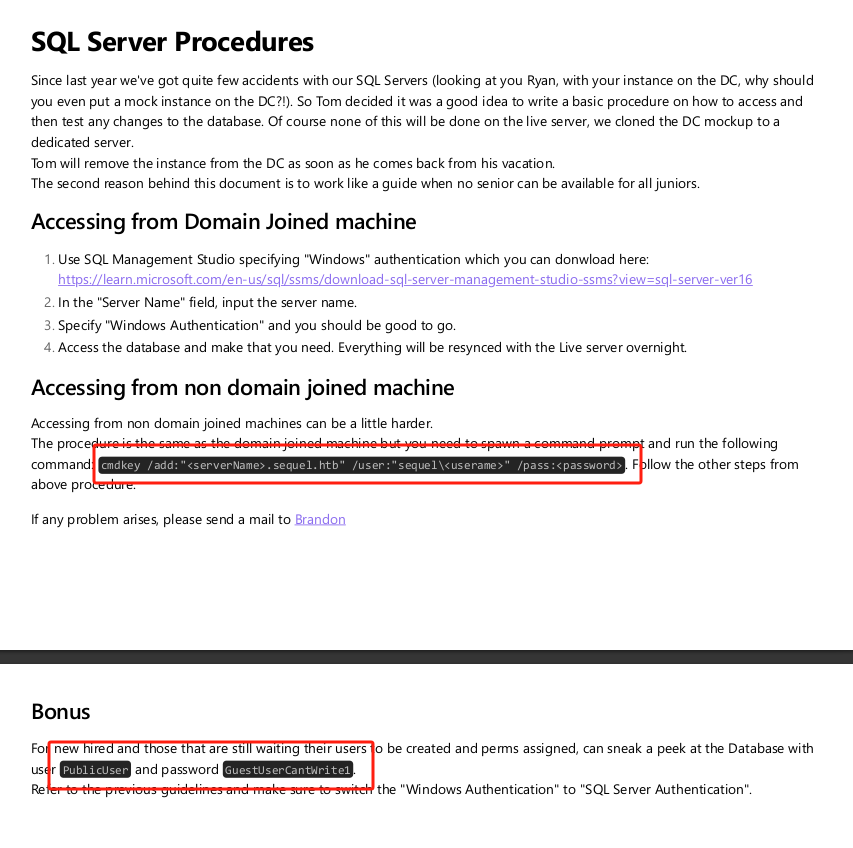 SQL Server Procedures
Since last year we've got quite few accidents with our SQL Servers (looking at you Ryan, with your instance on the DC, why should
you even put a mock instance on the DC?!). So Tom decided it was a good idea to write a basic procedure on how to access and
then test any changes to the database. Of course none of this will be done on the live server, we cloned the DC mockup to a
dedicated server.
Tom will remove the instance from the DC as soon as he comes back from his vacation.
The second reason behind this document is to work like a guide when no senior can be available for all juniors.
Accessing from Domain Joined machine
1. Use SQL Management Studio specifying "Windows" authentication which you can donwload here:
https://learn.microsoft.com/en-us/sql/ssms/download-sql-server-management-studio-ssms?view=sql-server-ver16
2. In the "Server Name" field, input the server name.
3. Specify "Windows Authentication" and you should be good to go.
4. Access the database and make that you need. Everything will be resynced with the Live server overnight.
Accessing from non domain joined machine
Accessing from non domain joined machines can be a little harder.
The procedure is the same as the domain joined machine but you need to spawn a command prompt and run the following
command: cmdkey /add:"<serverName>.sequel.htb" /user:"sequel\<userame>" /pass:<password>. Follow the other steps from
above procedure.
If any problem arises, please send a mail to Brandon
Bonus
For new hired and those that are still waiting their users to be created and perms assigned, can sneak a peek at the Database with
user PublicUser and password GuestUserCantWrite1.
Refer to the previous guidelines and make sure to switch the "Windows Authentication" to "SQL Server Authentication".